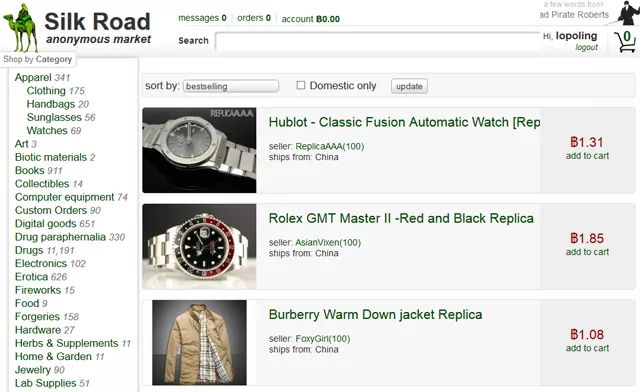 Silk Road
anonymous market
messages 0 orders 0 account ฿0.00
Search
a few words from
ad Pirate Roberts
Hi, lopoling
logout
0
Shop by Category
Apparel 341
Clothing 175
Handbags 20
Sunglasses 56
Watches 69
Art 3
Biotic materials 2
Books 911
Collectibles 14
Computer equipment 74
Custom Orders 90
Digital goods 651
Drug paraphernalia 330
Drugs 11,191
Electronics 102
Erotica 626
Fireworks 15
Food 9
Forgeries 158
Hardware 27
Herbs & Supplements 11
Home & Garden 11
Jewelry 90
Lab Supplies 51
sort by: bestselling Domestic only update
REPLICAAAA
Hublot - Classic Fusion Automatic Watch [Rep
seller: ReplicaAAA(100)
ships from: China
฿1.31
add to cart
Rolex GMT Master II -Red and Black Replica
seller: AsianVixen(100)
ships from: China
฿1.85
add to cart
Burberry Warm Down jacket Replica
seller: FoxyGirl(100)
ships from: China
฿1.08
add to cart